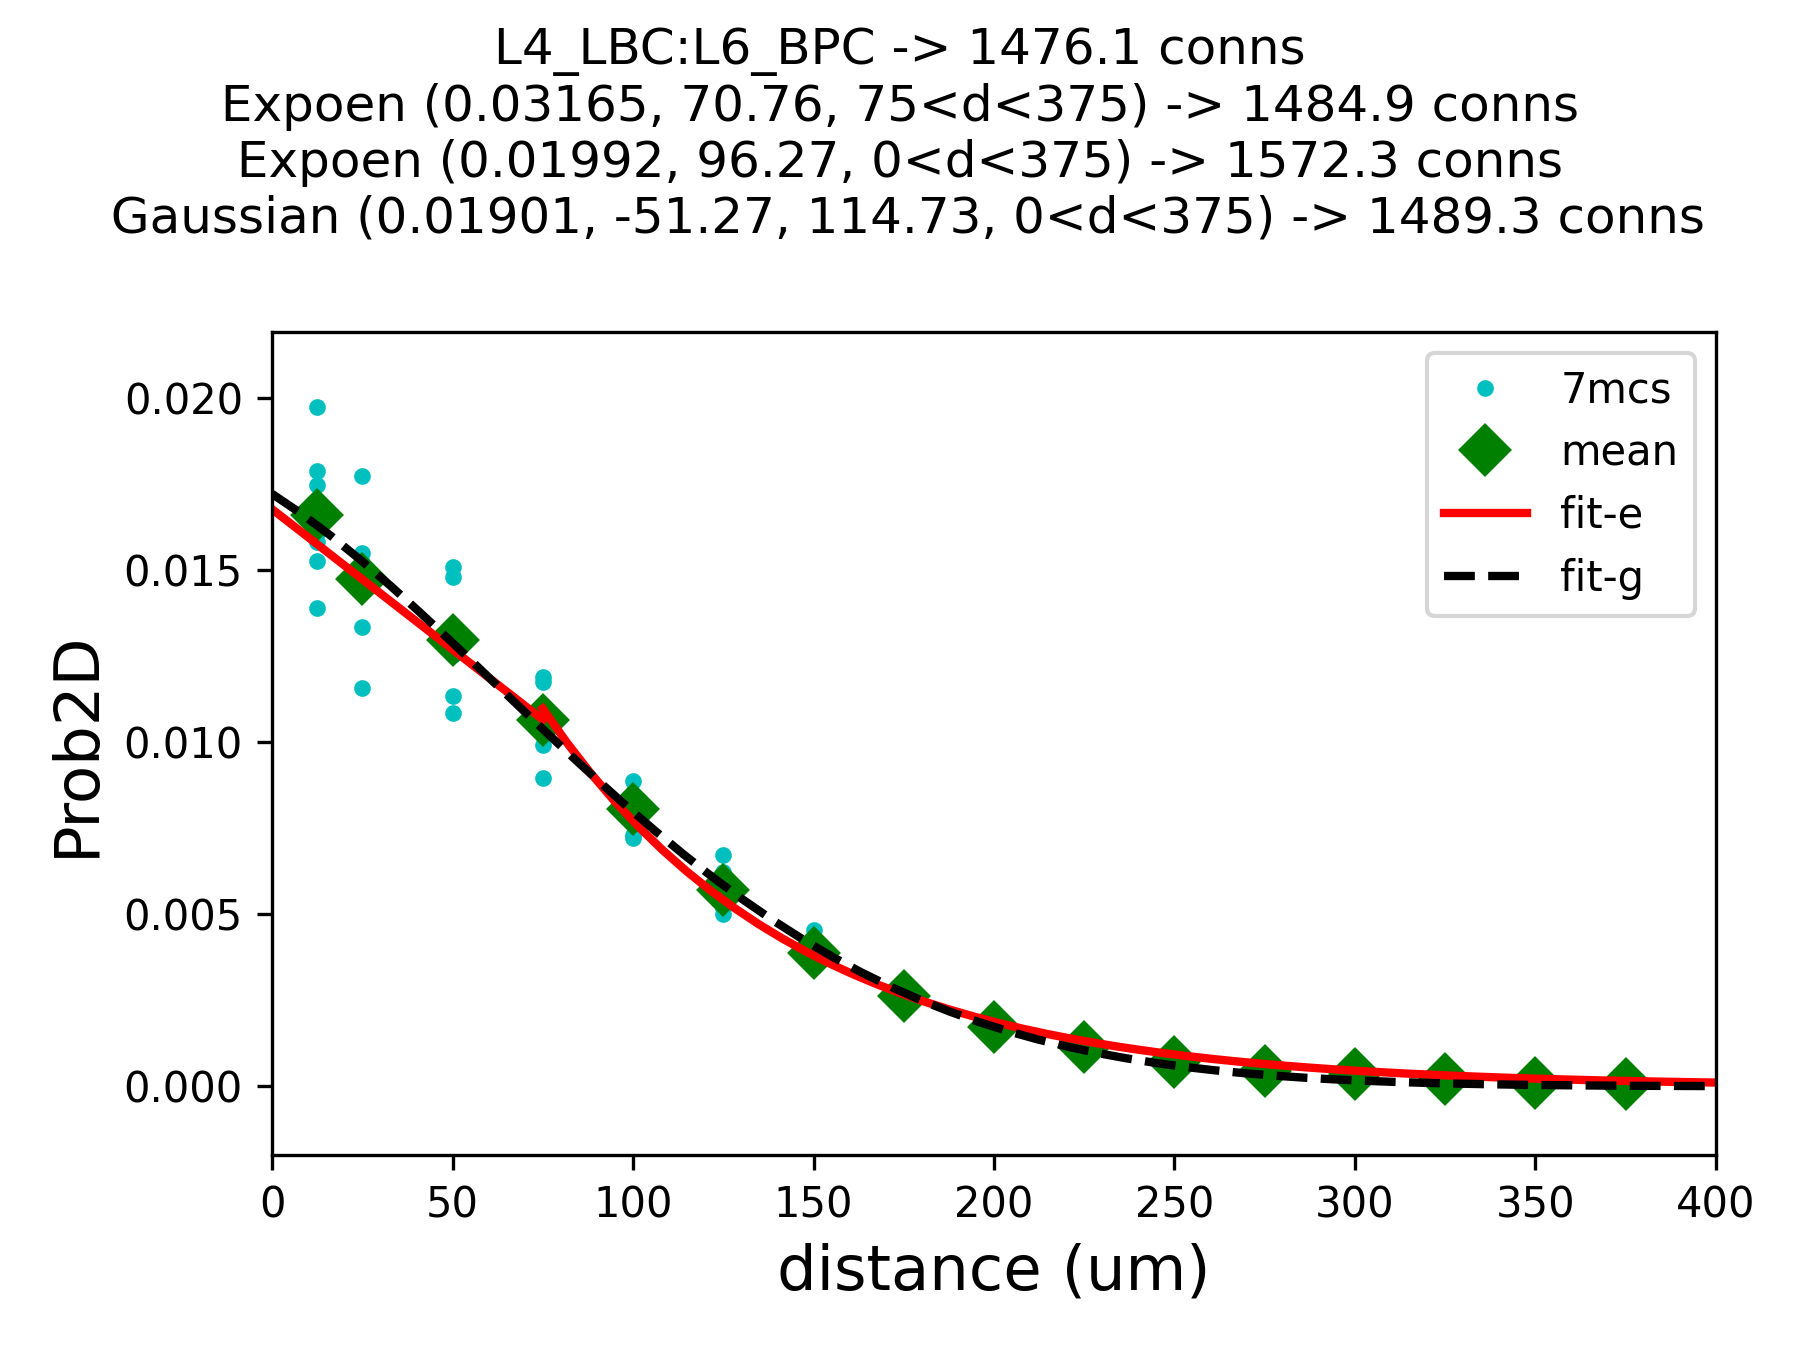 L4_LBC:L6_BPC -> 1476.1 conns
Expoen (0.03165, 70.76, 75<d<375) -> 1484.9 conns
Expoen (0.01992, 96.27, 0<d<375) -> 1572.3 conns
Gaussian (0.01901, -51.27, 114.73, 0<d<375) -> 1489.3 conns
7mcs
mean
fit-e
fit-g
Prob2D
0.020
0.015
0.010
0.005
0.000
0 50 100 150 200 250 300 350 400
distance (um)